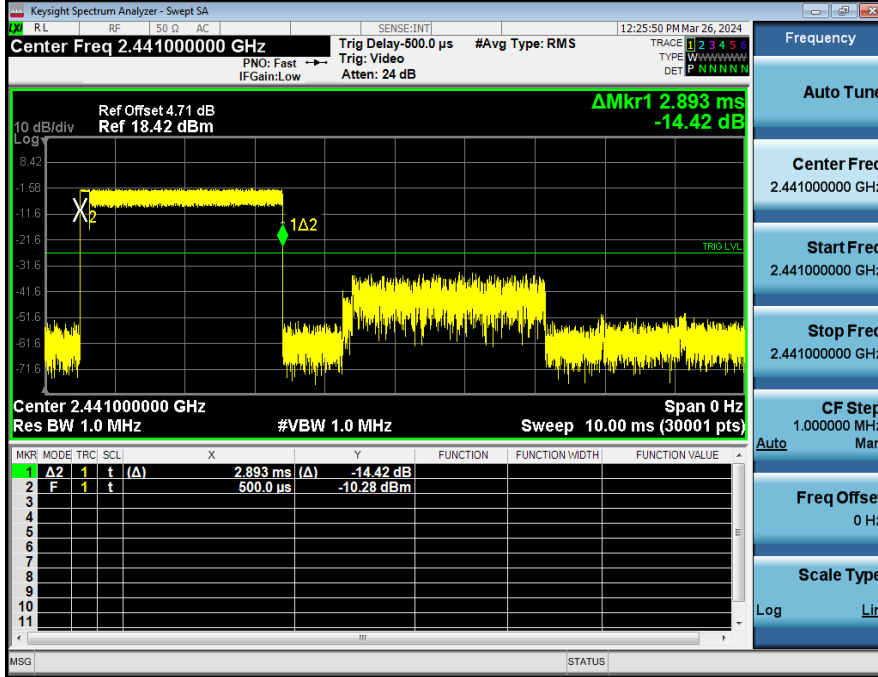 Keysight Spectrum Analyzer - Swept SA
LXI RL RF 50 Ω AC SENSE:INT 12:25:50 PM Mar 26, 2024
Center Freq 2.441000000 GHz
PNO: Fast
IFGain:Low
Trig Delay-500.0 µs
Trig: Video
Atten: 24 dB
#Avg Type: RMS
TRACE 1 2 3 4 5 6
TYPE WWWWWWW
DET P N N N N N
ΔMkr1 2.893 ms
-14.42 dB
Ref Offset 4.71 dB
10 dB/div Ref 18.42 dBm
Log
8.42
-1.58
-11.6
-21.6
-31.6
-41.6
-51.6
-61.6
-71.6
2
1Δ2
TRIG LVL
Center 2.441000000 GHz Span 0 Hz
Res BW 1.0 MHz #VBW 1.0 MHz Sweep 10.00 ms (30001 pts)
MKR MODE TRC SCL X Y FUNCTION FUNCTION WIDTH FUNCTION VALUE
1 Δ2 1 t (Δ) 2.893 ms (Δ) -14.42 dB
2 F 1 t 500.0 µs -10.28 dBm
3
4
5
6
7
8
9
10
11
MSG STATUS
Frequency
Auto Tune
Center Freq
2.441000000 GHz
Start Freq
2.441000000 GHz
Stop Freq
2.441000000 GHz
CF Step
1.000000 MHz
Auto Man
Freq Offset
0 Hz
Scale Type
Log Lin